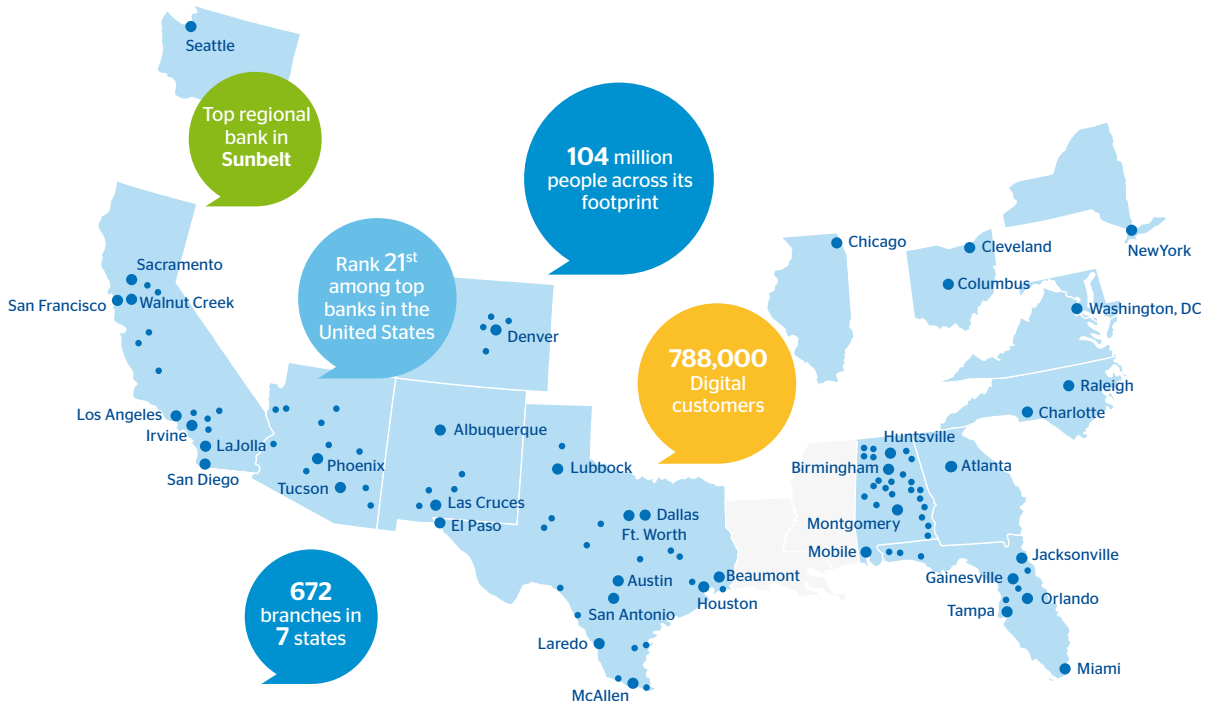 Seattle
Top regional
bank in
Sunbelt
104 million
people across its
footprint
Sacramento
San Francisco
Walnut Creek
Rank 21st
among top
banks in the
United States
Denver
Chicago
Cleveland
Columbus
NewYork
Washington, DC
788,000
Digital
customers
Raleigh
Charlotte
Los Angeles
Irvine
LaJolla
San Diego
Phoenix
Tucson
Albuquerque
Las Cruces
El Paso
Lubbock
Dallas
Ft. Worth
Huntsville
Birmingham
Atlanta
Montgomery
Mobile
Jacksonville
Gainesville
Orlando
Tampa
Miami
Austin
San Antonio
Beaumont
Houston
Laredo
McAllen
672
branches in
7 states